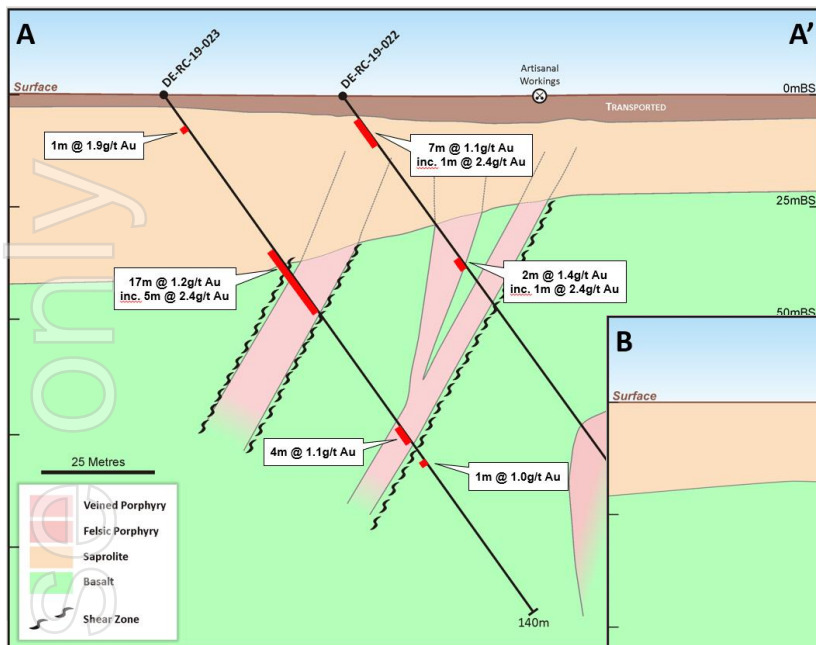 A
A'
DE-RC-19-023
DE-RC-19-022
Artisanal
Workings
Surface
0mBS
TRANSPORTED
1m @ 1.9g/t Au
7m @ 1.1g/t Au
inc. 1m @ 2.4g/t Au
25mBS
17m @ 1.2g/t Au
inc. 5m @ 2.4g/t Au
2m @ 1.4g/t Au
inc. 1m @ 2.4g/t Au
50mBS
B
Surface
4m @ 1.1g/t Au
1m @ 1.0g/t Au
25 Metres
Veined Porphyry
Felsic Porphyry
Saprolite
Basalt
Shear Zone
140m
only